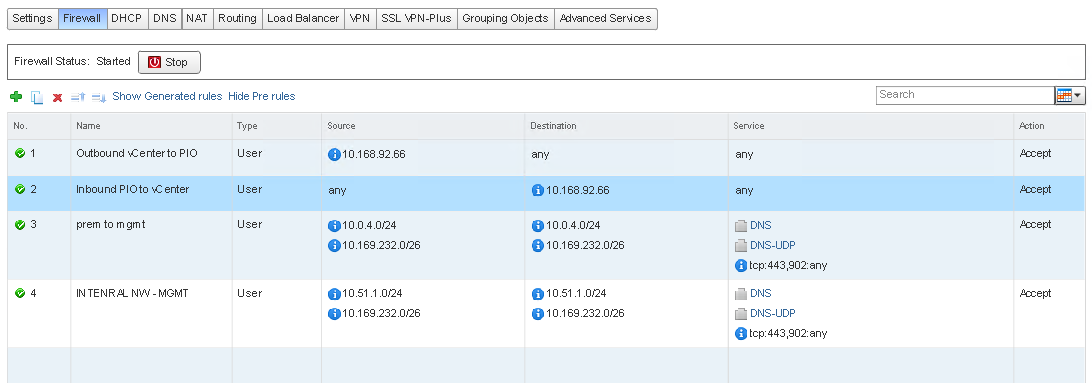 Settings Firewall DHCP DNS NAT Routing Load Balancer VPN SSL VPN-Plus Grouping Objects Advanced Services
Firewall Status: Started Stop
Show Generated rules Hide Pre rules Search
No. Name Type Source Destination Service Action
1 Outbound vCenter to PIO User 10.168.92.66 any any Accept
2 Inbound PIO to vCenter User any 10.168.92.66 any Accept
3 prem to mgmt User 10.0.4.0/24 10.0.4.0/24 DNS Accept
10.169.232.0/26 10.169.232.0/26 DNS-UDP
tcp:443,902:any
4 INTENRAL NW - MGMT User 10.51.1.0/24 10.51.1.0/24 DNS Accept
10.169.232.0/26 10.169.232.0/26 DNS-UDP
tcp:443,902:any